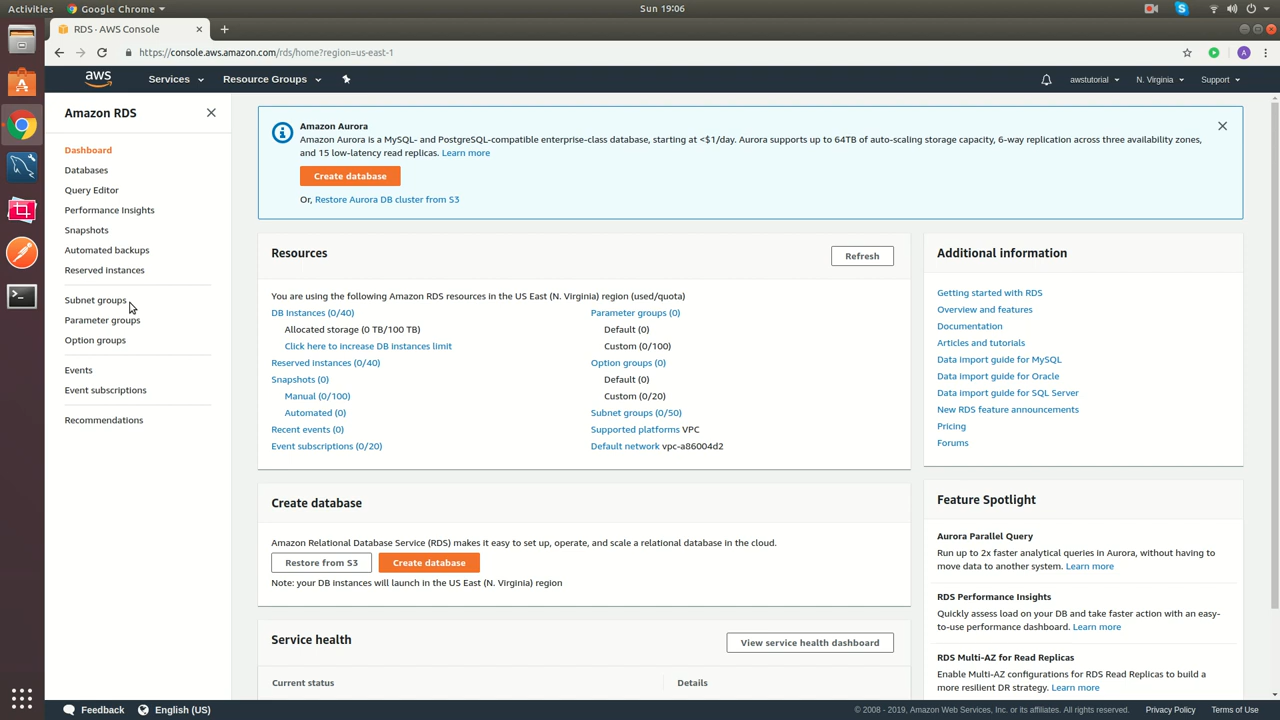 Activities
Google Chrome
Sun 19:06
RDS · AWS Console
https://console.aws.amazon.com/rds/home?region=us-east-1
A
aws
Services
Resource Groups
awstutorial
N. Virginia
Support
Amazon RDS
Dashboard
Databases
Query Editor
Performance Insights
Snapshots
Automated backups
Reserved instances
Subnet groups
Parameter groups
Option groups
Events
Event subscriptions
Recommendations
Amazon Aurora
Amazon Aurora is a MySQL- and PostgreSQL-compatible enterprise-class database, starting at <$1/day. Aurora supports up to 64TB of auto-scaling storage capacity, 6-way replication across three availability zones,
and 15 low-latency read replicas. Learn more
Create database
Or, Restore Aurora DB cluster from S3
Resources
Refresh
You are using the following Amazon RDS resources in the US East (N. Virginia) region (used/quota)
DB Instances (0/40)
Allocated storage (0 TB/100 TB)
Click here to increase DB instances limit
Reserved instances (0/40)
Snapshots (0)
Manual (0/100)
Automated (0)
Recent events (0)
Event subscriptions (0/20)
Parameter groups (0)
Default (0)
Custom (0/100)
Option groups (0)
Default (0)
Custom (0/20)
Subnet groups (0/50)
Supported platforms VPC
Default network vpc-a86004d2
Create database
Amazon Relational Database Service (RDS) makes it easy to set up, operate, and scale a relational database in the cloud.
Restore from S3
Create database
Note: your DB instances will launch in the US East (N. Virginia) region
Service health
View service health dashboard
Current status
Details
Additional information
Getting started with RDS
Overview and features
Documentation
Articles and tutorials
Data import guide for MySQL
Data import guide for Oracle
Data import guide for SQL Server
New RDS feature announcements
Pricing
Forums
Feature Spotlight
Aurora Parallel Query
Run up to 2x faster analytical queries in Aurora, without having to
move data to another system. Learn more
RDS Performance Insights
Quickly assess load on your DB and take faster action with an easy-
to-use performance dashboard. Learn more
RDS Multi-AZ for Read Replicas
Enable Multi-AZ configurations for RDS Read Replicas to build a
more resilient DR strategy. Learn more
Feedback
English (US)
© 2008 - 2019, Amazon Web Services, Inc. or its affiliates. All rights reserved.
Privacy Policy
Terms of Use